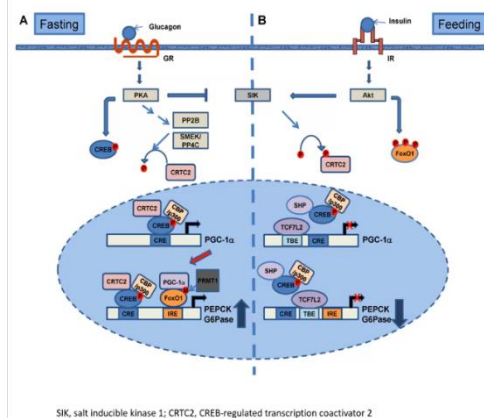 A
Fasting
Glucagon
GR
PKA
CREB
PP2B
SMEK/
PP4C
CRTC2
SIK
B
Feeding
Insulin
IR
Akt
CRTC2
FoxO1
CRTC2
CBP
/p300
CREB
CRE
PGC-1α
CRTC2
CBP
/p300
CREB
PGC-1α
PRMT1
FoxO1
CRE
IRE
PEPCK
G6Pase
SHP
CBP
/p300
CREB
TCF7L2
TBE
CRE
PGC-1α
SHP
CBP
/p300
CREB
TCF7L2
CRE
TBE
IRE
PEPCK
G6Pase
SIK, salt inducible kinase 1; CRTC2, CREB-regulated transcription coactivator 2